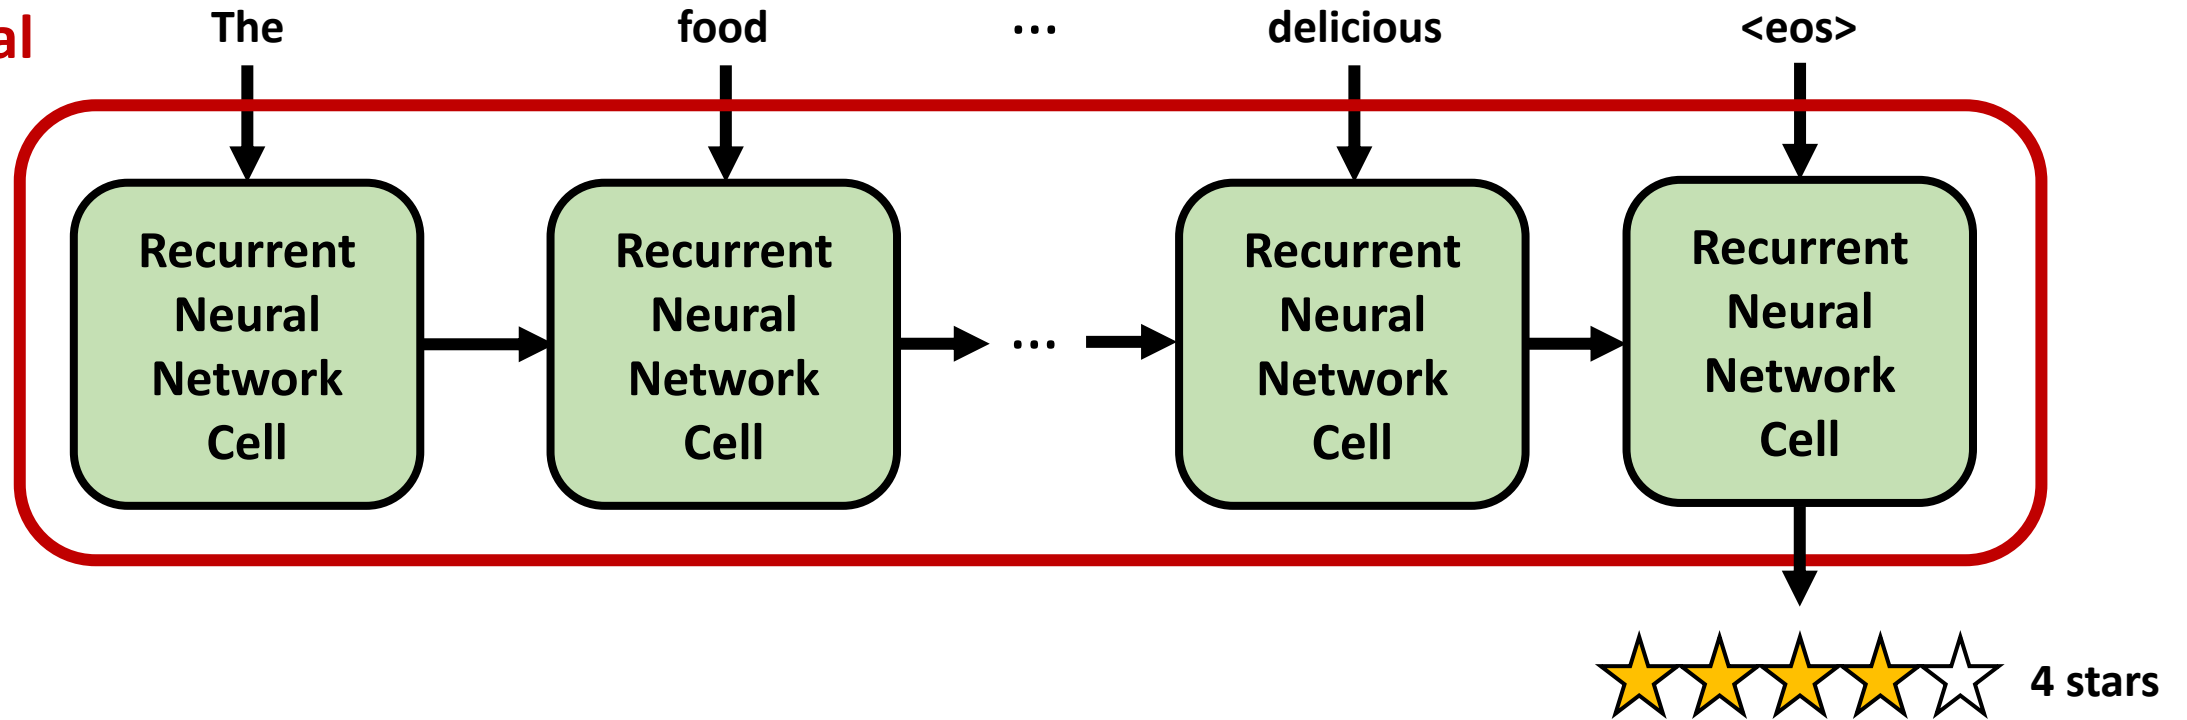 al
The food ... delicious <eos>
Recurrent Neural Network Cell
Recurrent Neural Network Cell
...
Recurrent Neural Network Cell
Recurrent Neural Network Cell
4 stars